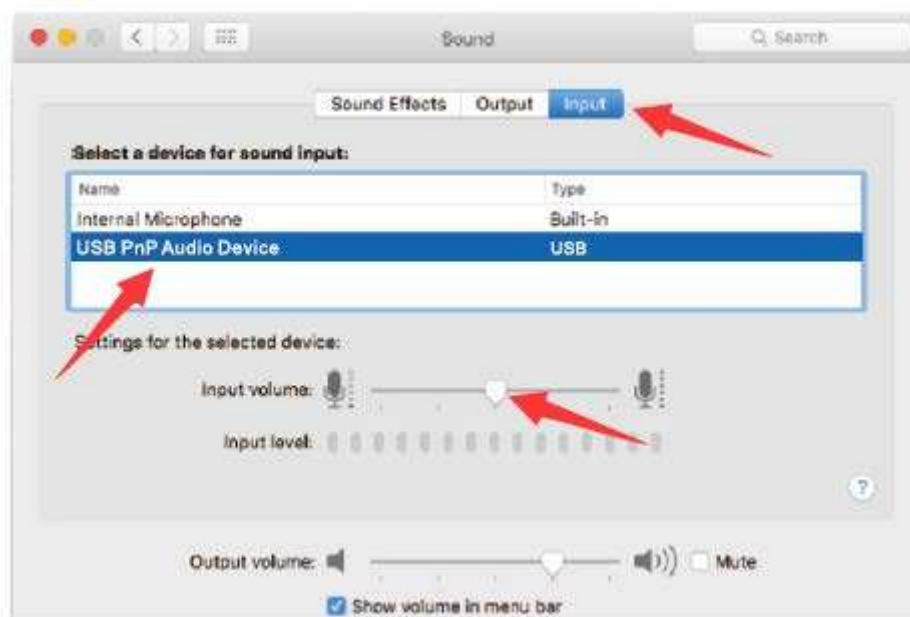 Sound
Search
Sound Effects Output Input
Select a device for sound input:
Name Type
Internal Microphone Built-in
USB PnP Audio Device USB
Settings for the selected device:
Input volume:
Input level:
?
Output volume: Mute
Show volume in menu bar